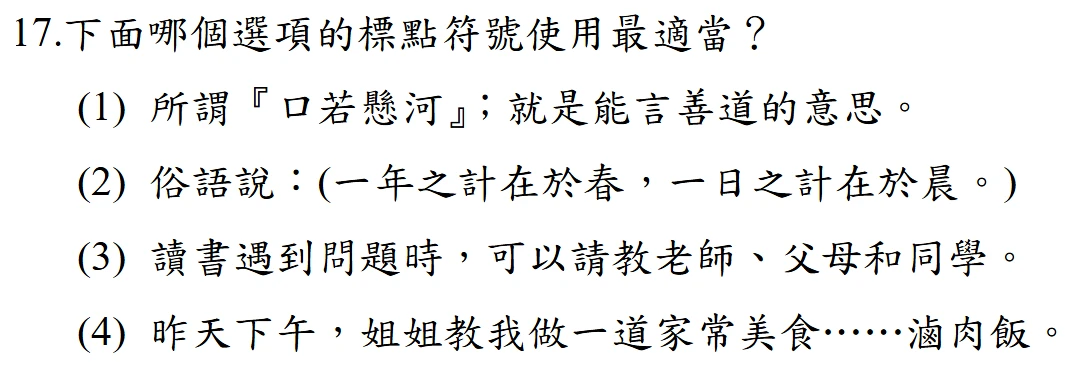 17.下面哪個選項的標點符號使用最適當？
(1) 所謂『口若懸河』；就是能言善道的意思。
(2) 俗語說：(一年之計在於春，一日之計在於晨。)
(3) 讀書遇到問題時，可以請教老師、父母和同學。
(4) 昨天下午，姐姐教我做一道家常美食……滷肉飯。